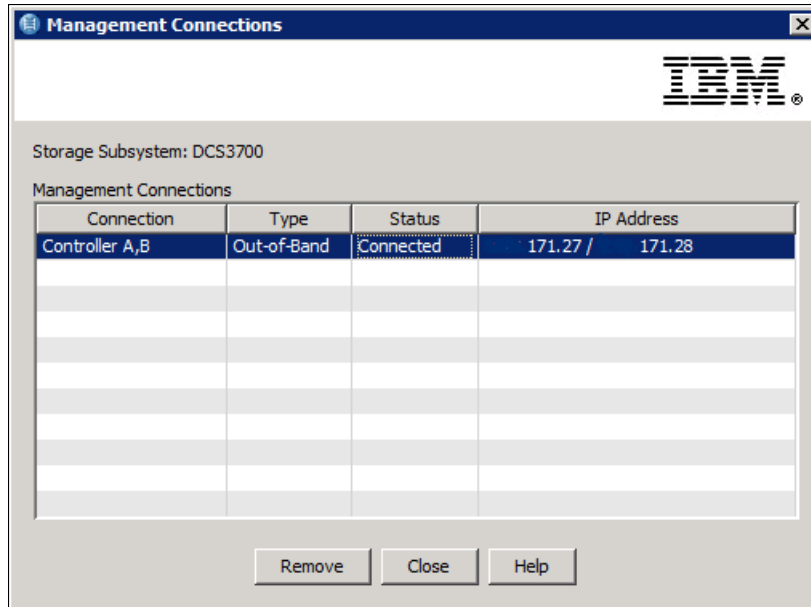 Management Connections
IBM®
Storage Subsystem: DCS3700
Management Connections
Connection Type Status IP Address
Controller A,B Out-of-Band Connected 171.27 / 171.28
Remove Close Help